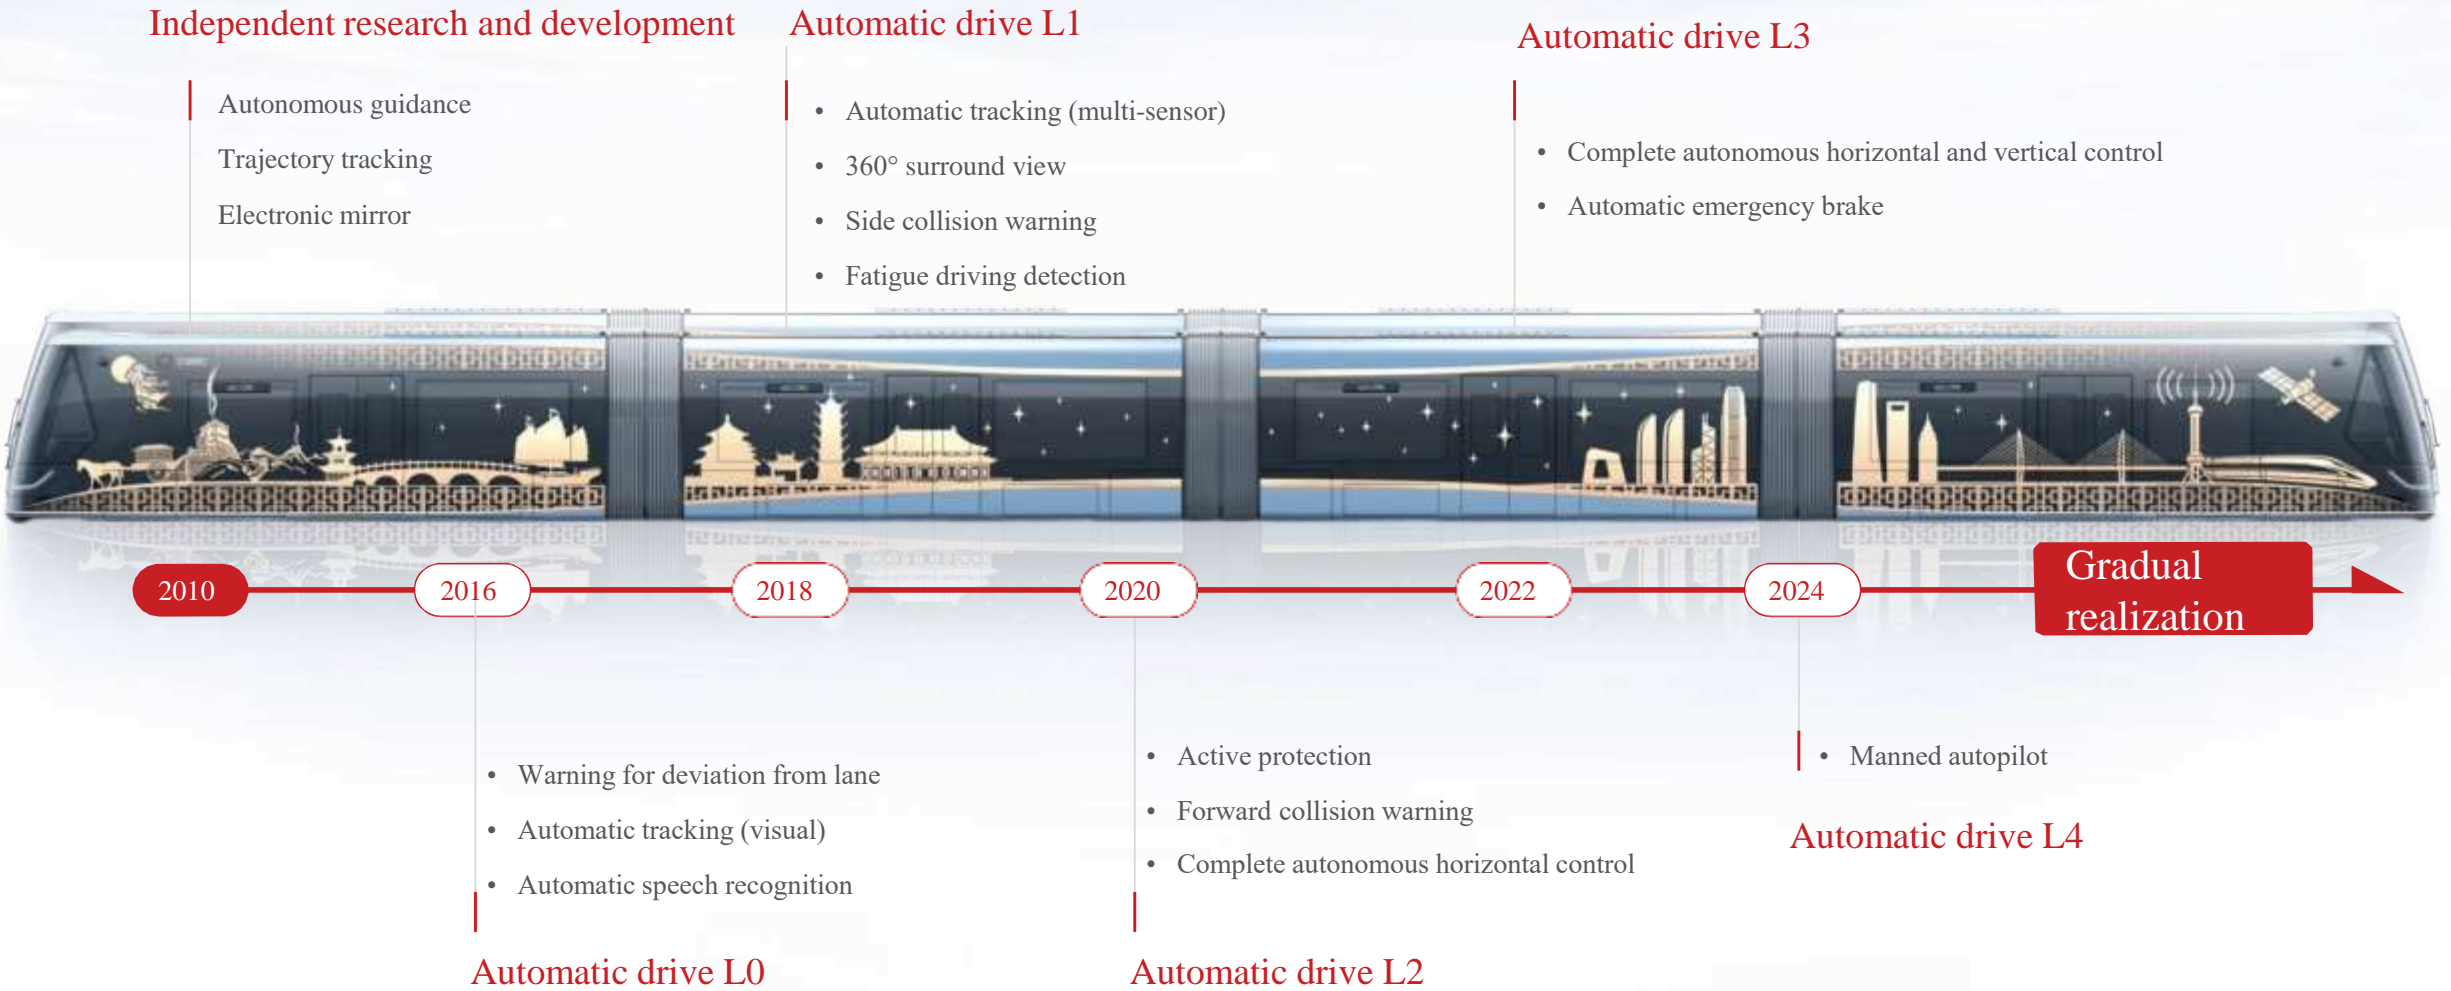 Independent research and development
Autonomous guidance
Trajectory tracking
Electronic mirror
Automatic drive L1
• Automatic tracking (multi-sensor)
• 360° surround view
• Side collision warning
• Fatigue driving detection
Automatic drive L3
• Complete autonomous horizontal and vertical control
• Automatic emergency brake
2010
2016
2018
2020
2022
2024
Gradual
realization
• Warning for deviation from lane
• Automatic tracking (visual)
• Automatic speech recognition
Automatic drive L0
• Active protection
• Forward collision warning
• Complete autonomous horizontal control
Automatic drive L2
• Manned autopilot
Automatic drive L4